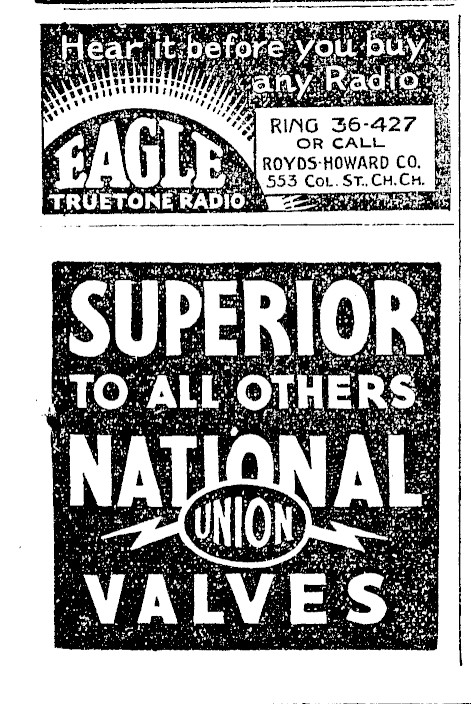 Hear it before you buy
any Radio
EAGLE
TRUETONE RADIO
RING 36-427
OR CALL
ROYDS-HOWARD CO.
553 COL. ST., CH.CH.
SUPERIOR
TO ALL OTHERS
NATIONAL
UNION
VALVES